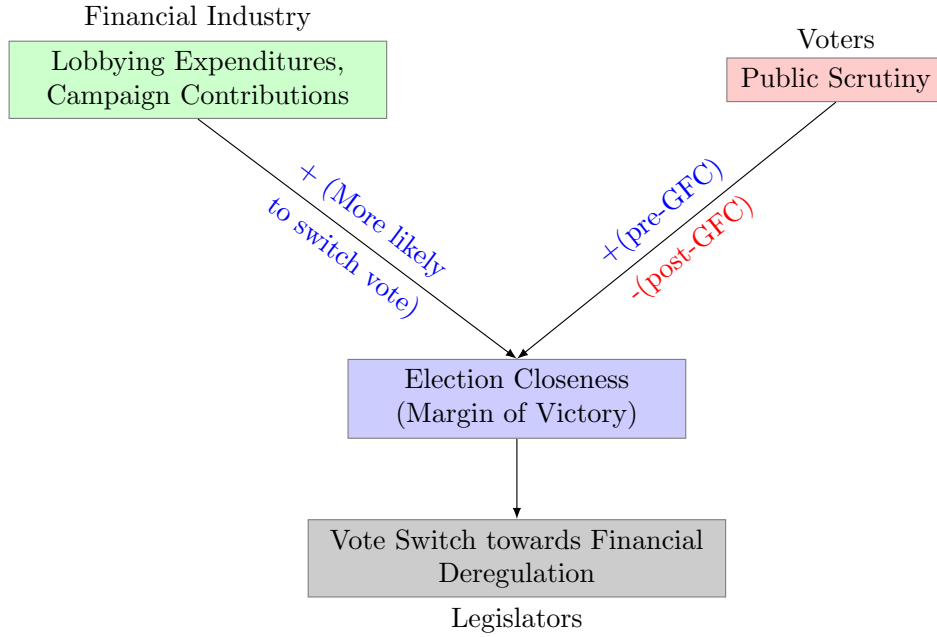 Financial Industry
Lobbying Expenditures,
Campaign Contributions
Voters
Public Scrutiny
+ (More likely
to switch vote)
+(pre-GFC)
-(post-GFC)
Election Closeness
(Margin of Victory)
Vote Switch towards Financial
Deregulation
Legislators